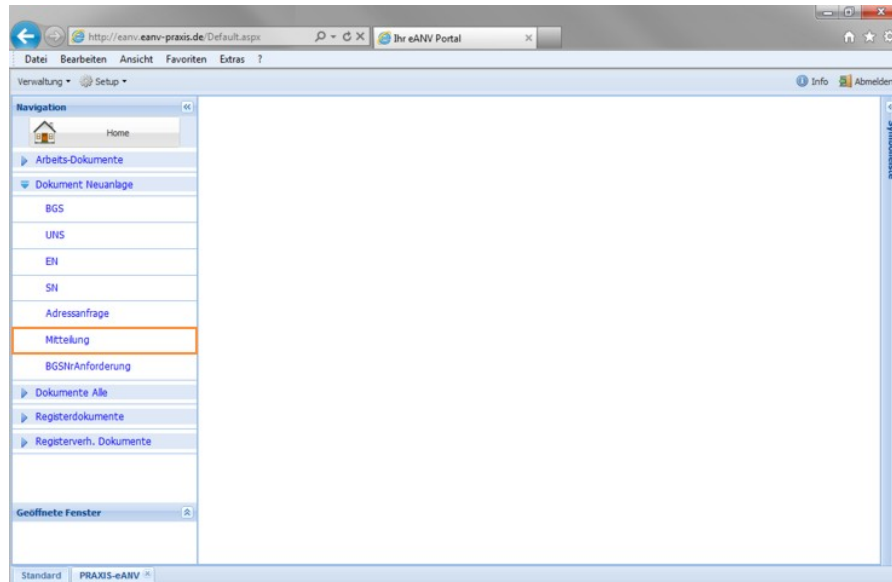 http://eanv.eanv-praxis.de/Default.aspx
Ihr eANV Portal
Datei Bearbeiten Ansicht Favoriten Extras ?
Verwaltung Setup Info Abmelden
Navigation
Home
Arbeits-Dokumente
Dokument Neuanlage
BGS
UNS
EN
SN
Adressanfrage
Mitteilung
BGSNrAnforderung
Dokumente Alle
Registerdokumente
Registerverh. Dokumente
Geöffnete Fenster
Standard PRAXIS-eANV